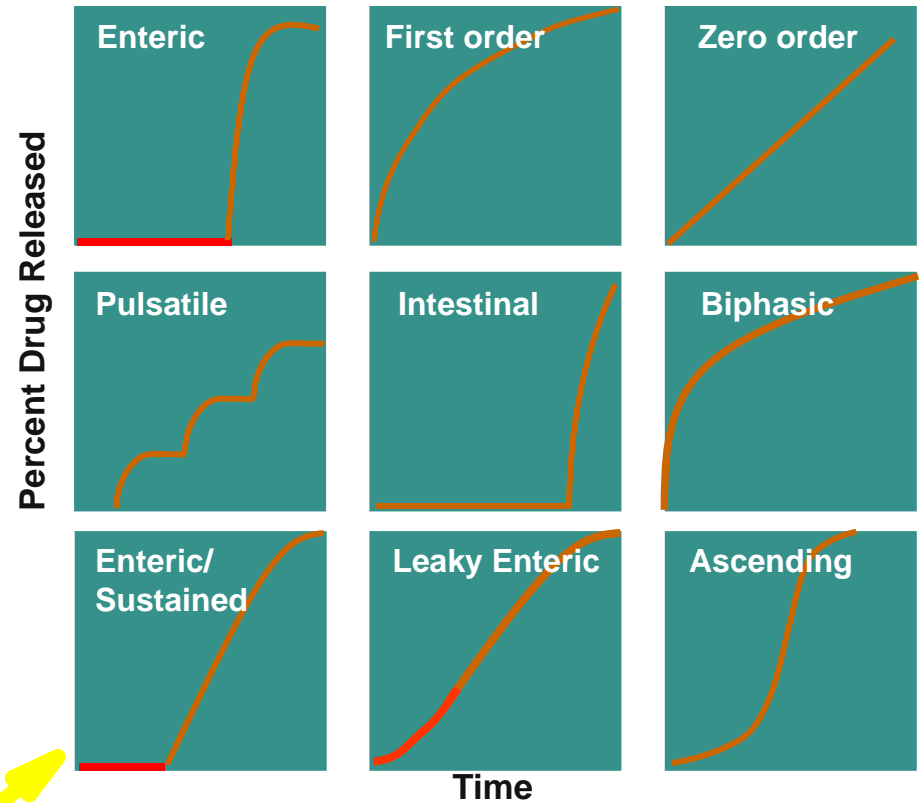 Percent Drug Released
Enteric
First order
Zero order
Pulsatile
Intestinal
Biphasic
Enteric/
Sustained
Leaky Enteric
Ascending
Time